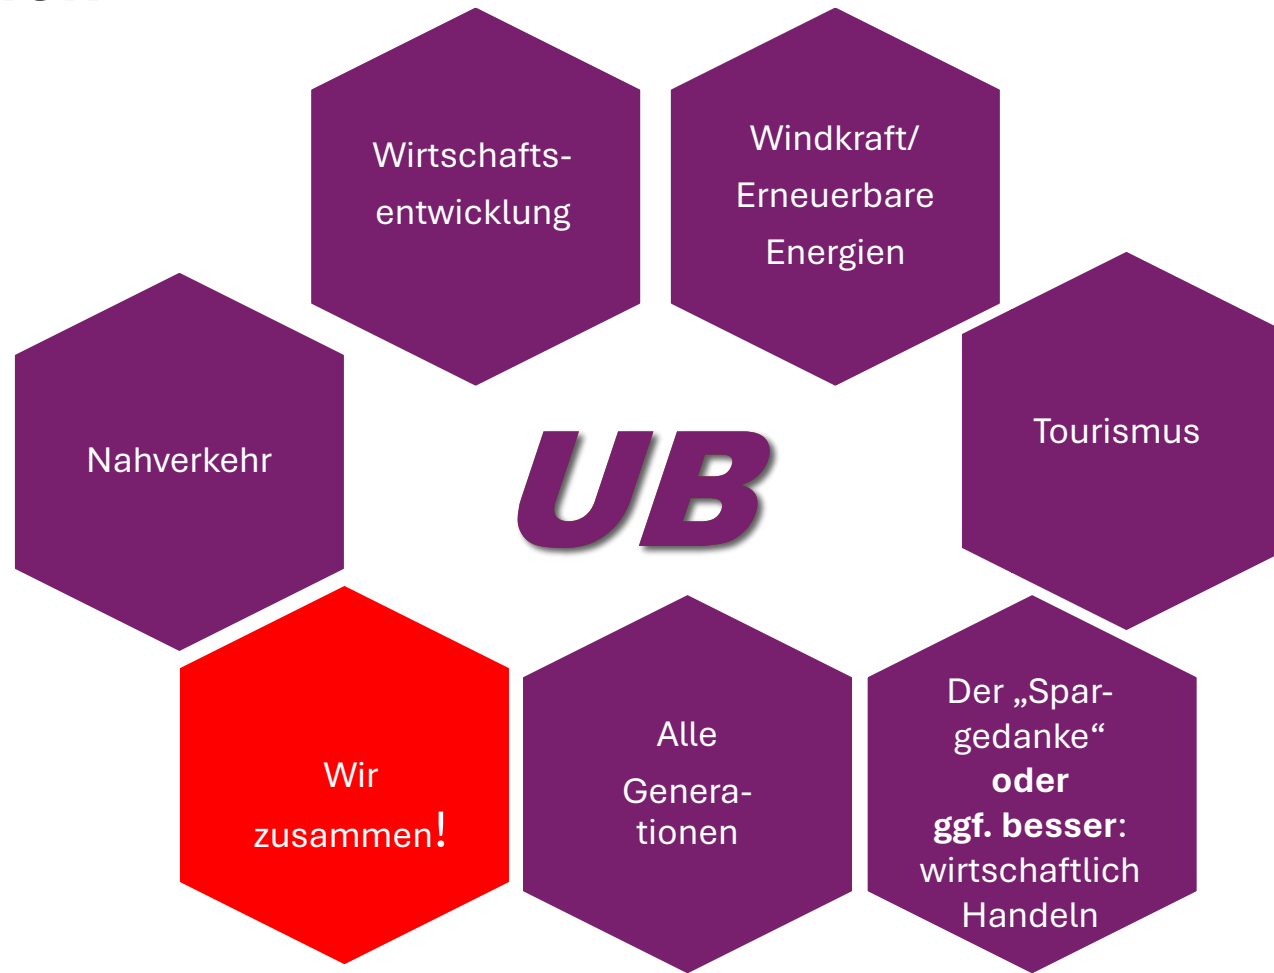 Wirtschafts-
entwicklung
Windkraft/
Erneuerbare
Energien
Nahverkehr
Tourismus
UB
Wir
zusammen!
Alle
Genera-
tionen
Der „Spar-
gedanke“
oder
ggf. besser:
wirtschaftlich
Handeln